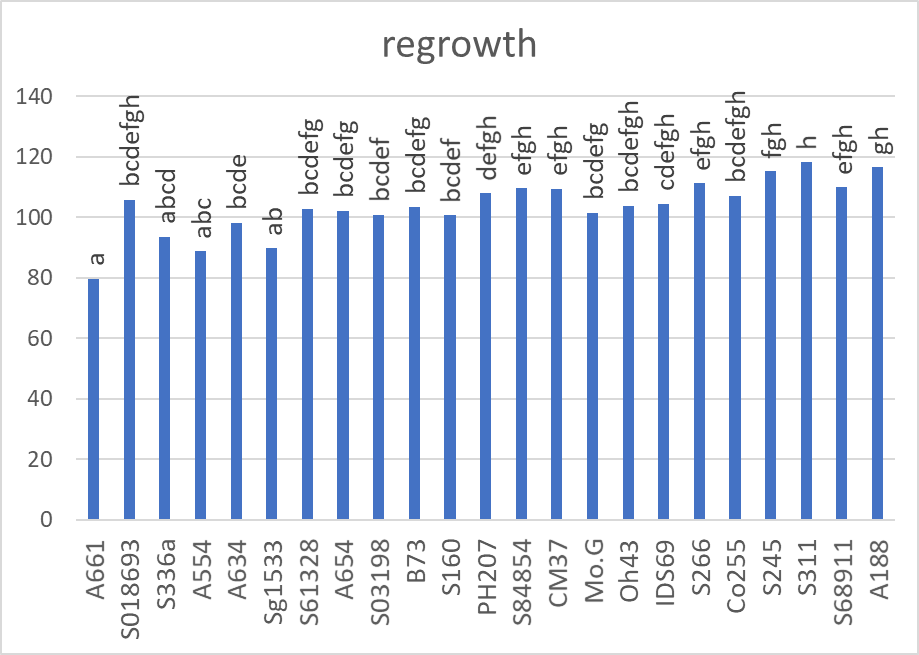 regrowth
140
120
100
80
60
40
20
0
a
bcdefgh
abcd
abc
bcde
ab
bcdefg
bcdefg
bcdef
bcdefg
bcdef
defgh
efgh
efgh
bcdefg
bcdefgh
cdefgh
efgh
bcdefgh
fgh
h
efgh
gh
A661
S018693
S336a
A554
A634
Sg1533
S61328
A654
S03198
B73
S160
PH207
S84854
CM37
Mo.G
Oh43
IDS69
S266
Co255
S245
S311
S68911
A188